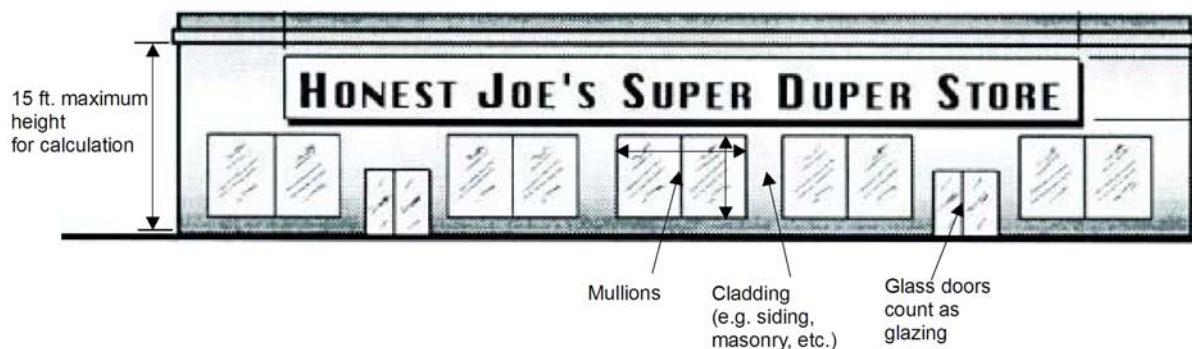 HONEST JOE'S SUPER DUPER STORE
15 ft. maximum
height
for calculation
Mullions
Cladding
(e.g. siding,
masonry, etc.)
Glass doors
count as
glazing